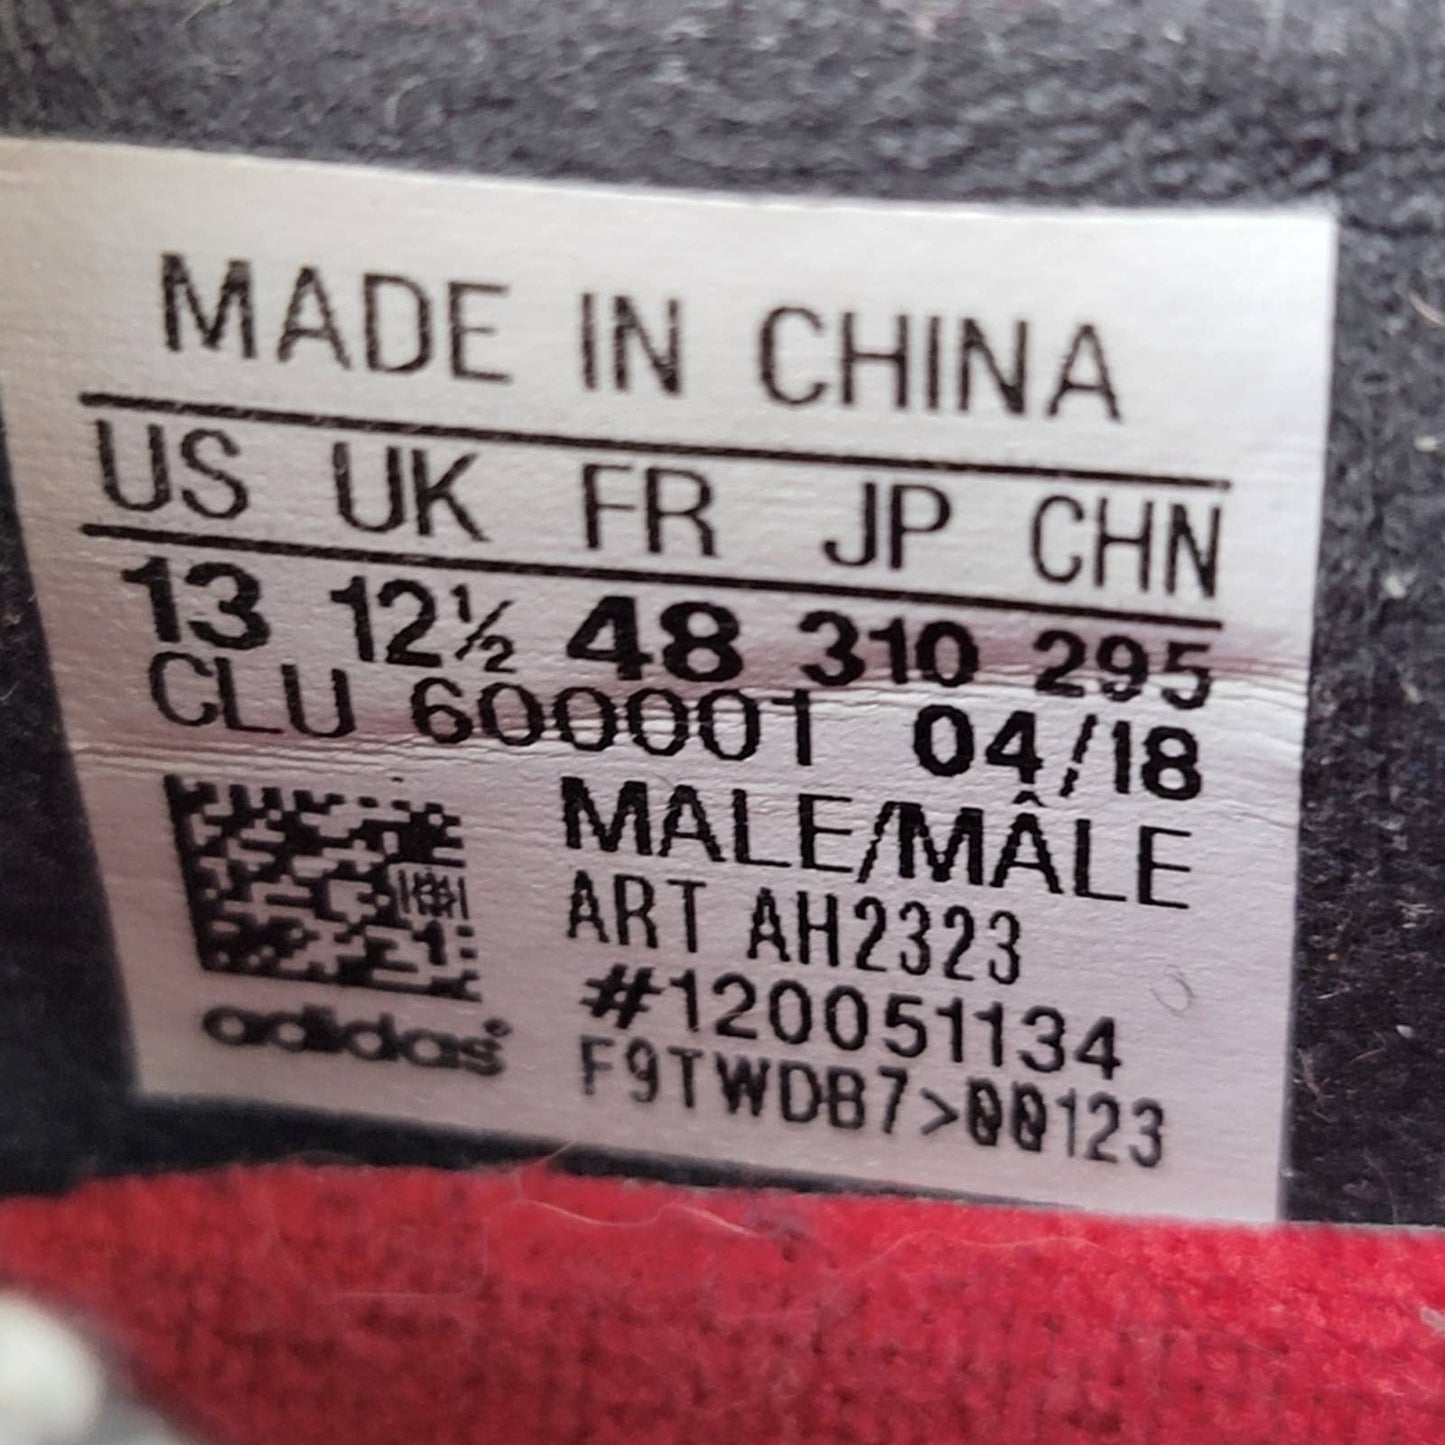 MADE IN CHINA
US UK FR JP CHN
13 12½ 48 310 295
CLU 600001 04/18
MALE/MÂLE
ART AH2323
#120051134
adidas®
F9TWDB7>00123